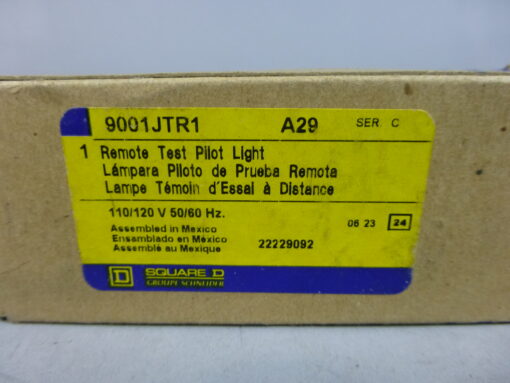 9001JTR1 A29 SER. C
1 Remote Test Pilot Light
Lámpara Piloto de Prueba Remota
Lampe Témoin d'Essai à Distance
110/120 V 50/60 Hz.
06 23 24
Assembled in Mexico
Ensamblado en México
Assemblé au Mexique
22229092
D SQUARE D
GROUPE SCHNEIDER